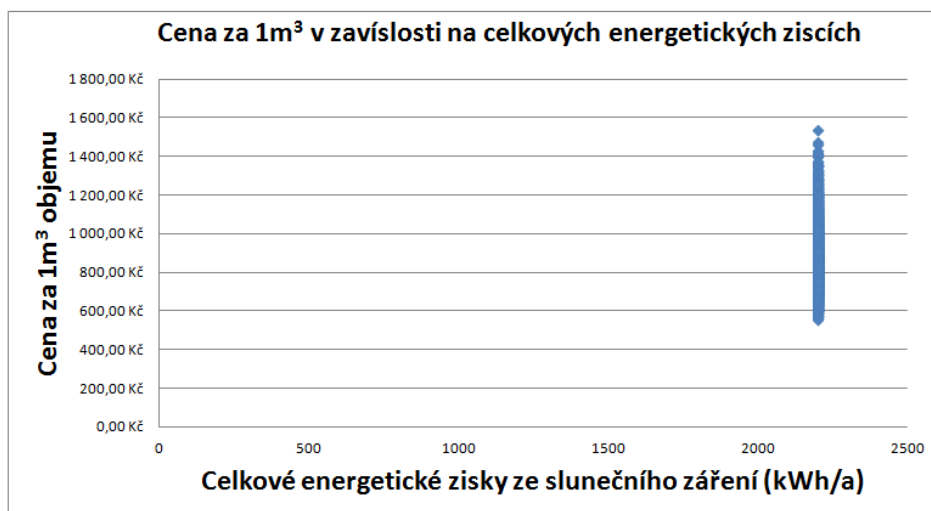 Cena za 1m³ v zavíslosti na celkových energetických ziscích
Cena za 1m³ objemu
1 800,00 Kč
1 600,00 Kč
1 400,00 Kč
1 200,00 Kč
1 000,00 Kč
800,00 Kč
600,00 Kč
400,00 Kč
200,00 Kč
0,00 Kč
0 500 1000 1500 2000 2500
Celkové energetické zisky ze slunečního záření (kWh/a)